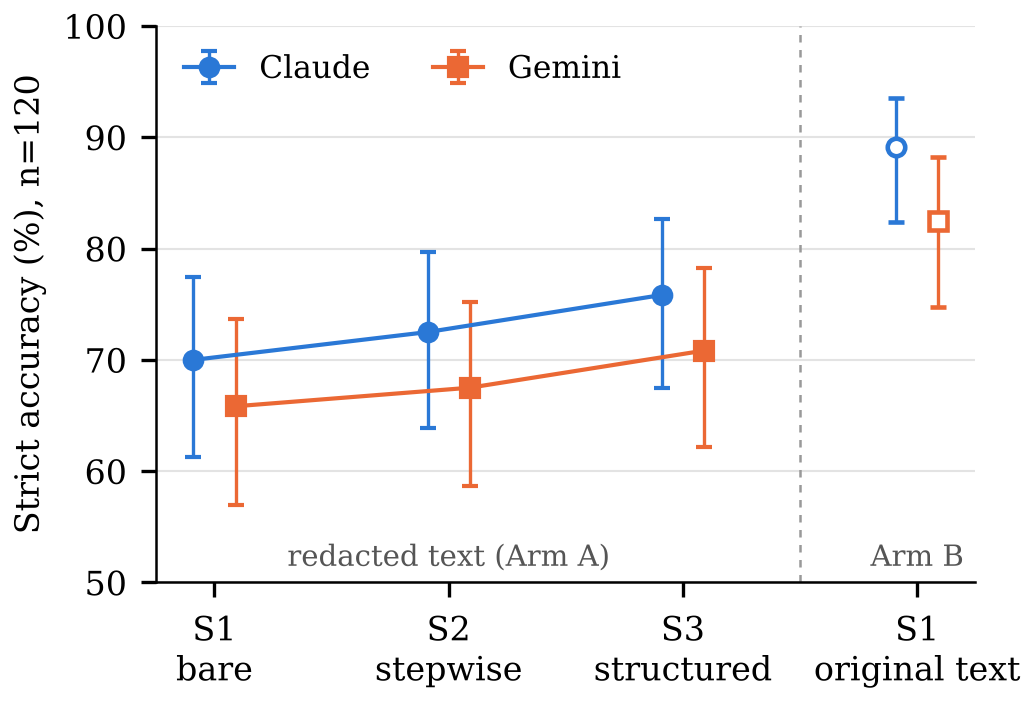 Strict accuracy (%), n=120
100
90
80
70
60
50
Claude
Gemini
redacted text (Arm A)
Arm B
S1
bare
S2
stepwise
S3
structured
S1
original text